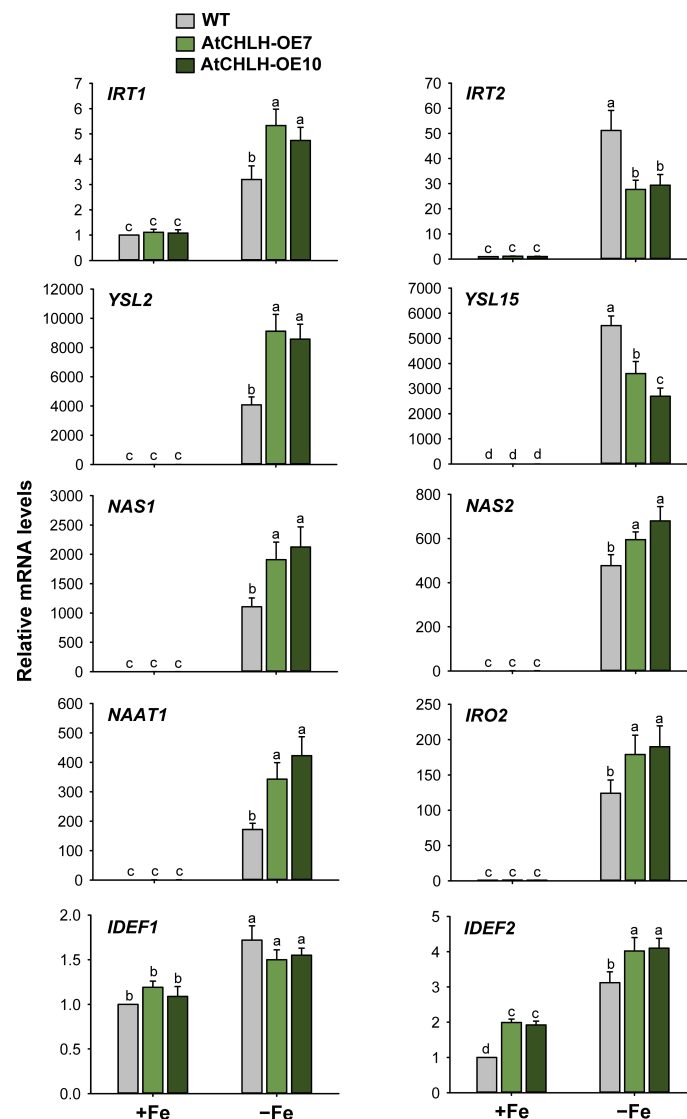 WT
AtCHLH-OE7
AtCHLH-OE10
Relative mRNA levels
IRT1
7
6
5
4
3
2
1
0
c c c
b a a
IRT2
70
60
50
40
30
20
10
0
c c c
a b b
YSL2
12000
10000
8000
6000
4000
2000
0
c c c
b a a
YSL15
7000
6000
5000
4000
3000
2000
1000
0
d d d
a b c
NAS1
3000
2500
2000
1500
1000
500
0
c c c
b a a
NAS2
800
600
400
200
0
c c c
b a a
NAAT1
600
500
400
300
200
100
0
c c c
b a a
IRO2
250
200
150
100
50
0
c c c
b a a
IDEF1
2.0
1.5
1.0
0.5
0.0
b b b
a a a
+Fe −Fe
IDEF2
5
4
3
2
1
0
d c c
b a a
+Fe −Fe